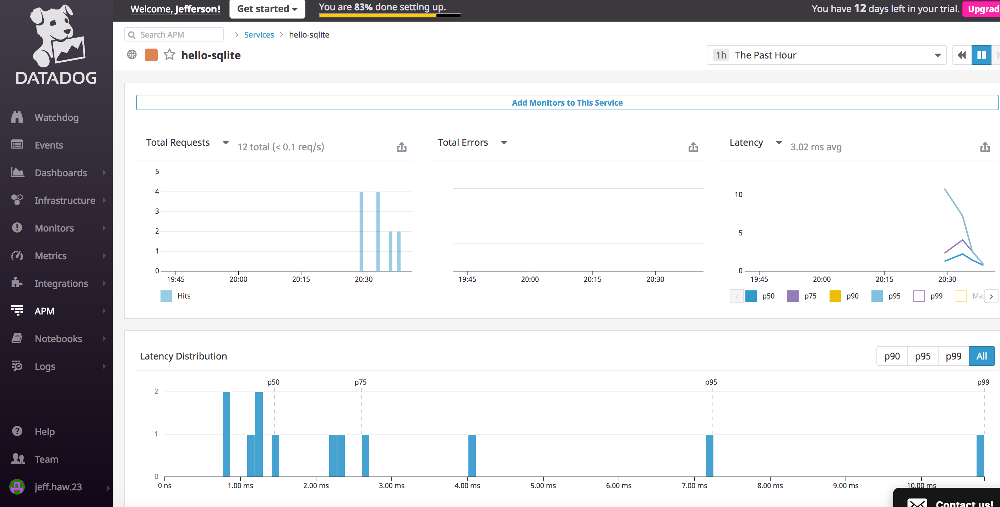 DATADOG
Watchdog
Events
Dashboards
Infrastructure
Monitors
Metrics
Integrations
APM
Notebooks
Logs
Help
Team
jeff.haw.23
Welcome, Jefferson!
Get started
You are 83% done setting up.
You have 12 days left in your trial.
Upgrad
Search APM
> Services > hello-sqlite
hello-sqlite
1h The Past Hour
Add Monitors to This Service
Total Requests
12 total (< 0.1 req/s)
5
4
3
2
1
0
19:45 20:00 20:15 20:30
Hits
Total Errors
19:45 20:00 20:15 20:30
Latency
3.02 ms avg
10
5
0
19:45 20:00 20:15 20:30
p50 p75 p90 p95 p99 Max
Latency Distribution
p90 p95 p99 All
p50 p75 p95 p99
2
1
0
0 ns 1.00 ms 2.00 ms 3.00 ms 4.00 ms 5.00 ms 6.00 ms 7.00 ms 8.00 ms 9.00 ms 10.00 ms
Contact us!